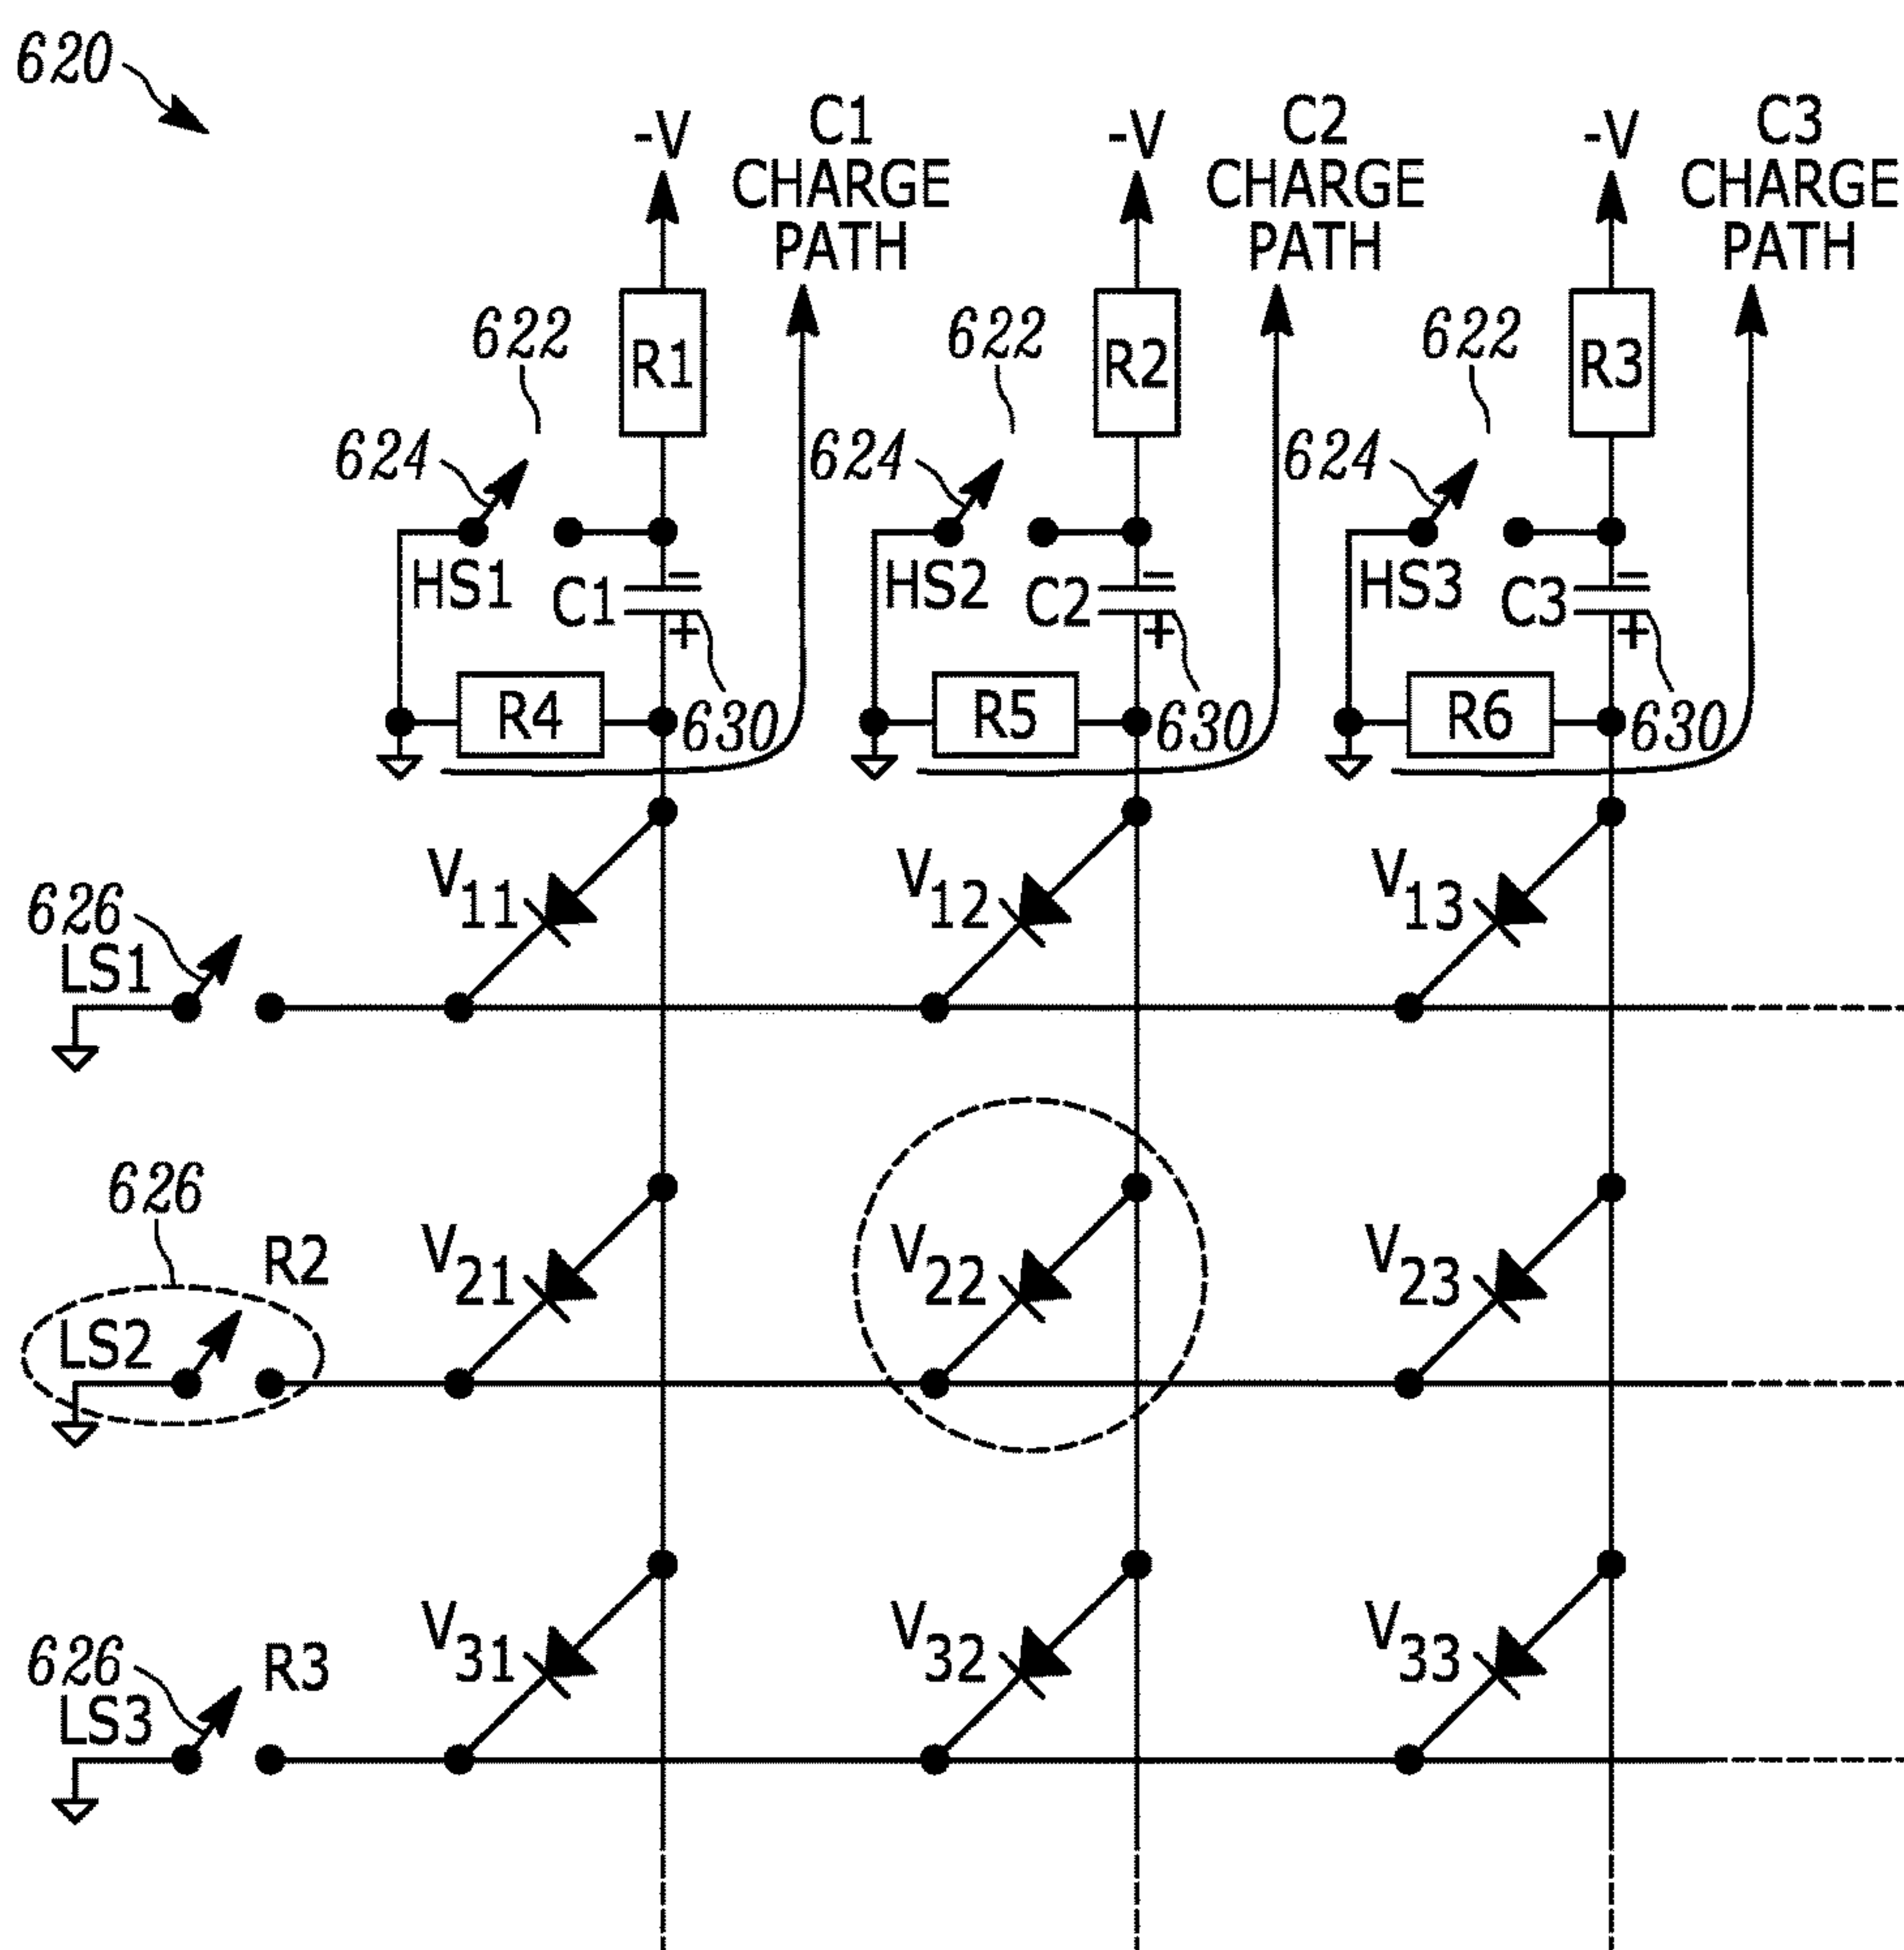 620
-V
C1
CHARGE
PATH
-V
C2
CHARGE
PATH
-V
C3
CHARGE
PATH
622
R1
622
R2
622
R3
624
624
624
HS1
C1
-
+
HS2
C2
-
+
HS3
C3
-
+
R4
630
R5
630
R6
630
V11
V12
V13
626
LS1
626
R2
V21
V22
V23
LS2
626
R3
V31
V32
V33
LS3